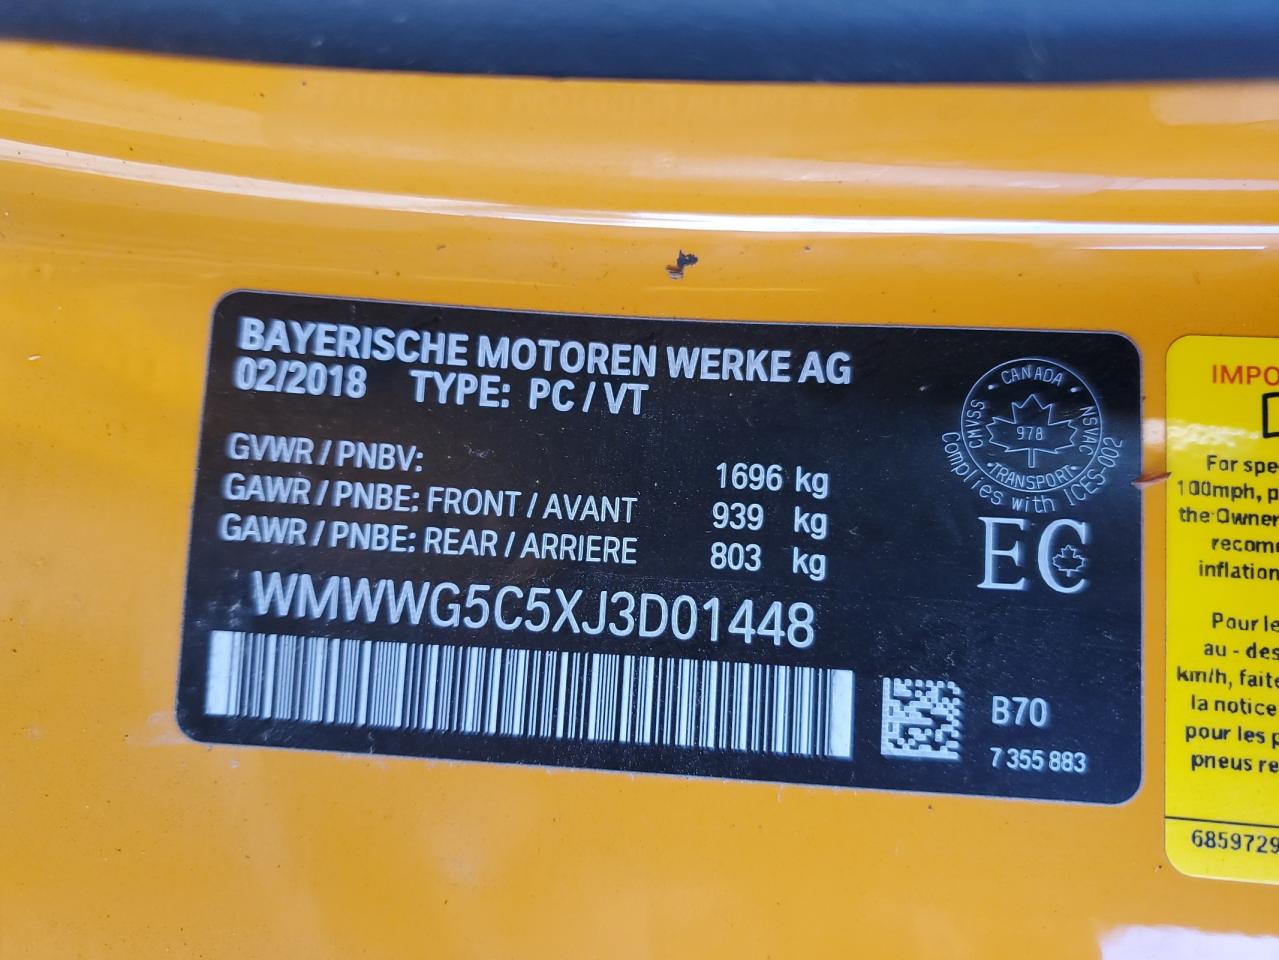 BAYERISCHE MOTOREN WERKE AG
02/2018 TYPE: PC / VT
GVWR / PNBV: 1696 kg
GAWR / PNBE: FRONT / AVANT 939 kg
GAWR / PNBE: REAR / ARRIERE 803 kg
WMWWG5C5XJ3D01448
CANADA
CMVSS
NSVAC
978
TRANSPORT
Complies with ICES-002
EC
B70
7 355 883
IMPO
For spe
100mph, p
the Owner
recom
inflation
Pour le
au - des
km/h, faite
la notice
pour les p
pneus re
6859729